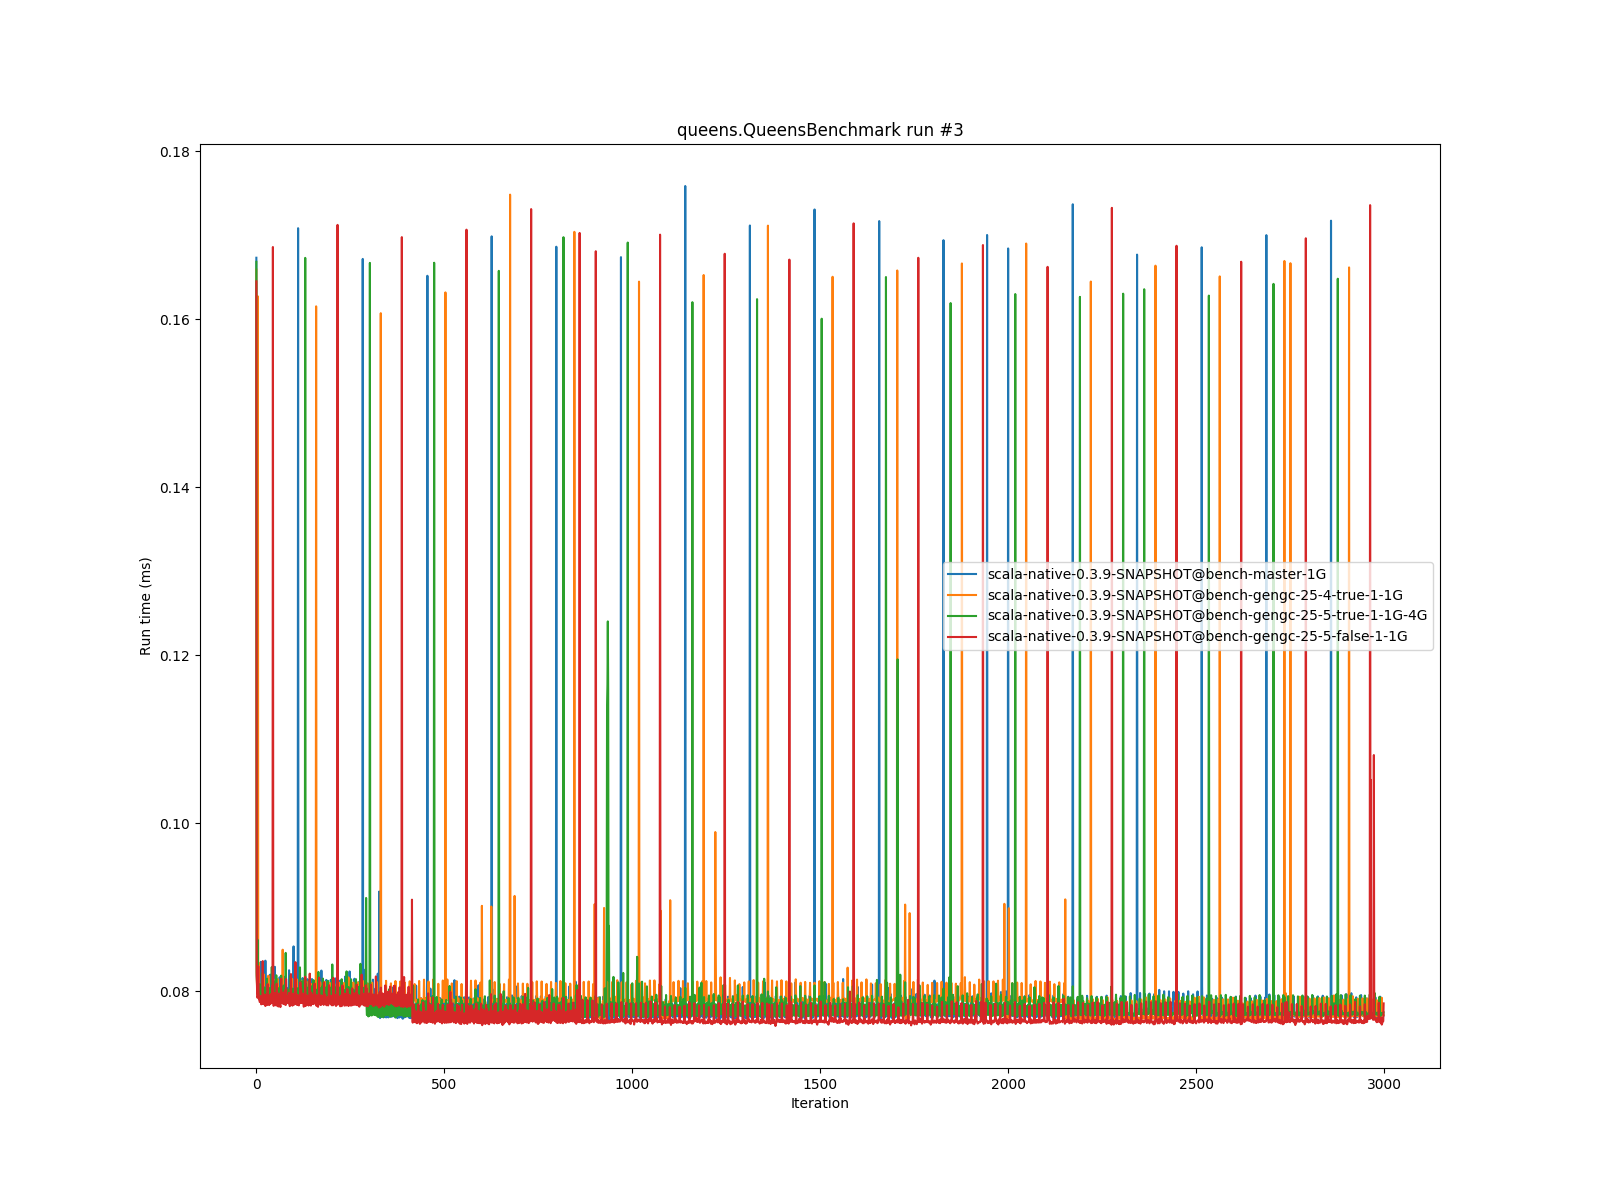 queens.QueensBenchmark run #3
0.18
0.16
0.14
0.12
0.10
0.08
Run time (ms)
scala-native-0.3.9-SNAPSHOT@bench-master-1G
scala-native-0.3.9-SNAPSHOT@bench-gengc-25-4-true-1-1G
scala-native-0.3.9-SNAPSHOT@bench-gengc-25-5-true-1-1G-4G
scala-native-0.3.9-SNAPSHOT@bench-gengc-25-5-false-1-1G
0 500 1000 1500 2000 2500 3000
Iteration